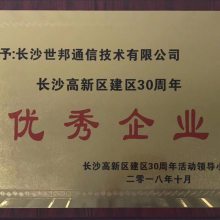 予:长沙世邦通信技术有限公司
长沙高新区建区30周年
优秀企业
长沙高新区建区30周年活动领导小
二零一八年十月